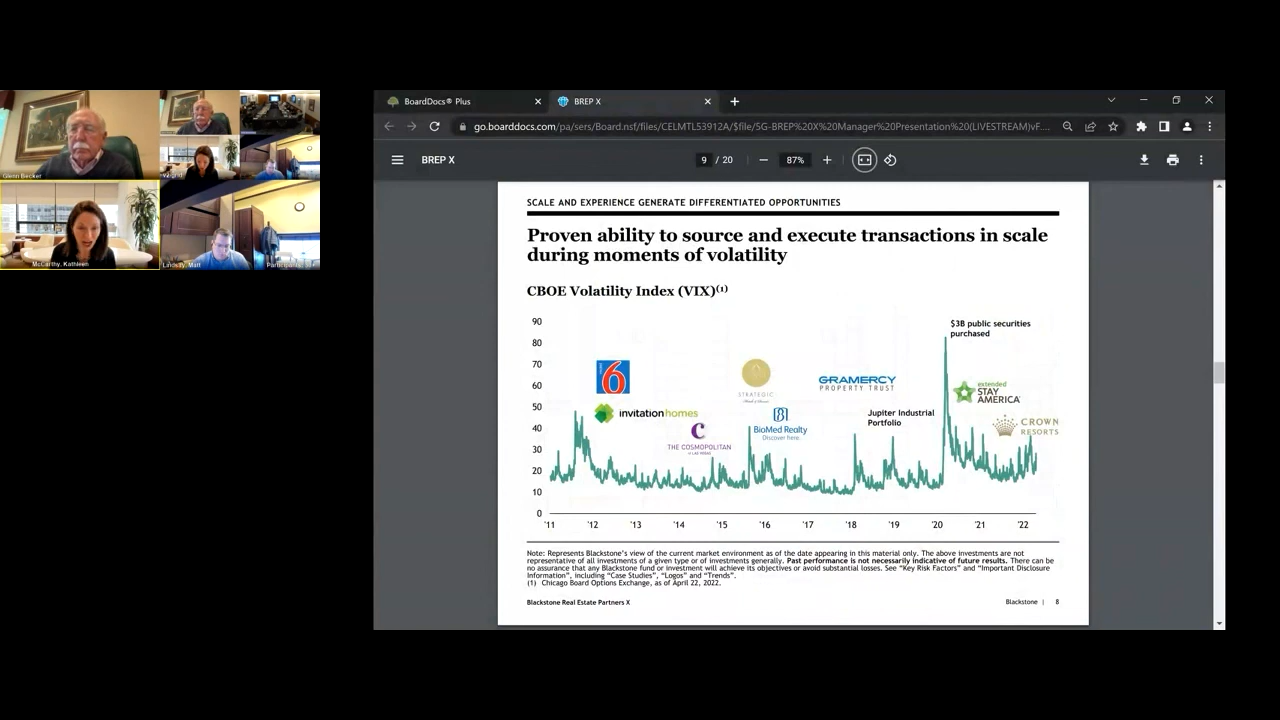 Glenn Becker
McCarthy, Kathleen
Lindsey, Matt
BoardDocs® Plus
BREP X
go.boarddocs.com/pa/sers/Board.nsf/files/CELMTL53912A/$file/5G-BREP%20X%20Manager%20Presentation%20(LIVESTREAM)vF....
BREP X
9 / 20
87%
SCALE AND EXPERIENCE GENERATE DIFFERENTIATED OPPORTUNITIES
Proven ability to source and execute transactions in scale
during moments of volatility
CBOE Volatility Index (VIX)(1)
90
80
70
60
50
40
30
20
10
0
'11 '12 '13 '14 '15 '16 '17 '18 '19 '20 '21 '22
6
invitation homes
C
THE COSMOPOLITAN
STRATEGIC
BioMed Realty
Discover here.
GRAMERCY
PROPERTY TRUST
Jupiter Industrial
Portfolio
$3B public securities
purchased
extended
STAY
AMERICA
CROWN
RESORTS
Note: Represents Blackstone's view of the current market environment as of the date appearing in this material only. The above investments are not
representative of all investments of a given type or of investments generally. Past performance is not necessarily indicative of future results. There can be
no assurance that any Blackstone fund or investment will achieve its objectives or avoid substantial losses. See "Key Risk Factors" and "Important Disclosure
Information", including "Case Studies", "Logos" and "Trends".
(1) Chicago Board Options Exchange, as of April 22, 2022.
Blackstone Real Estate Partners X
Blackstone | 8